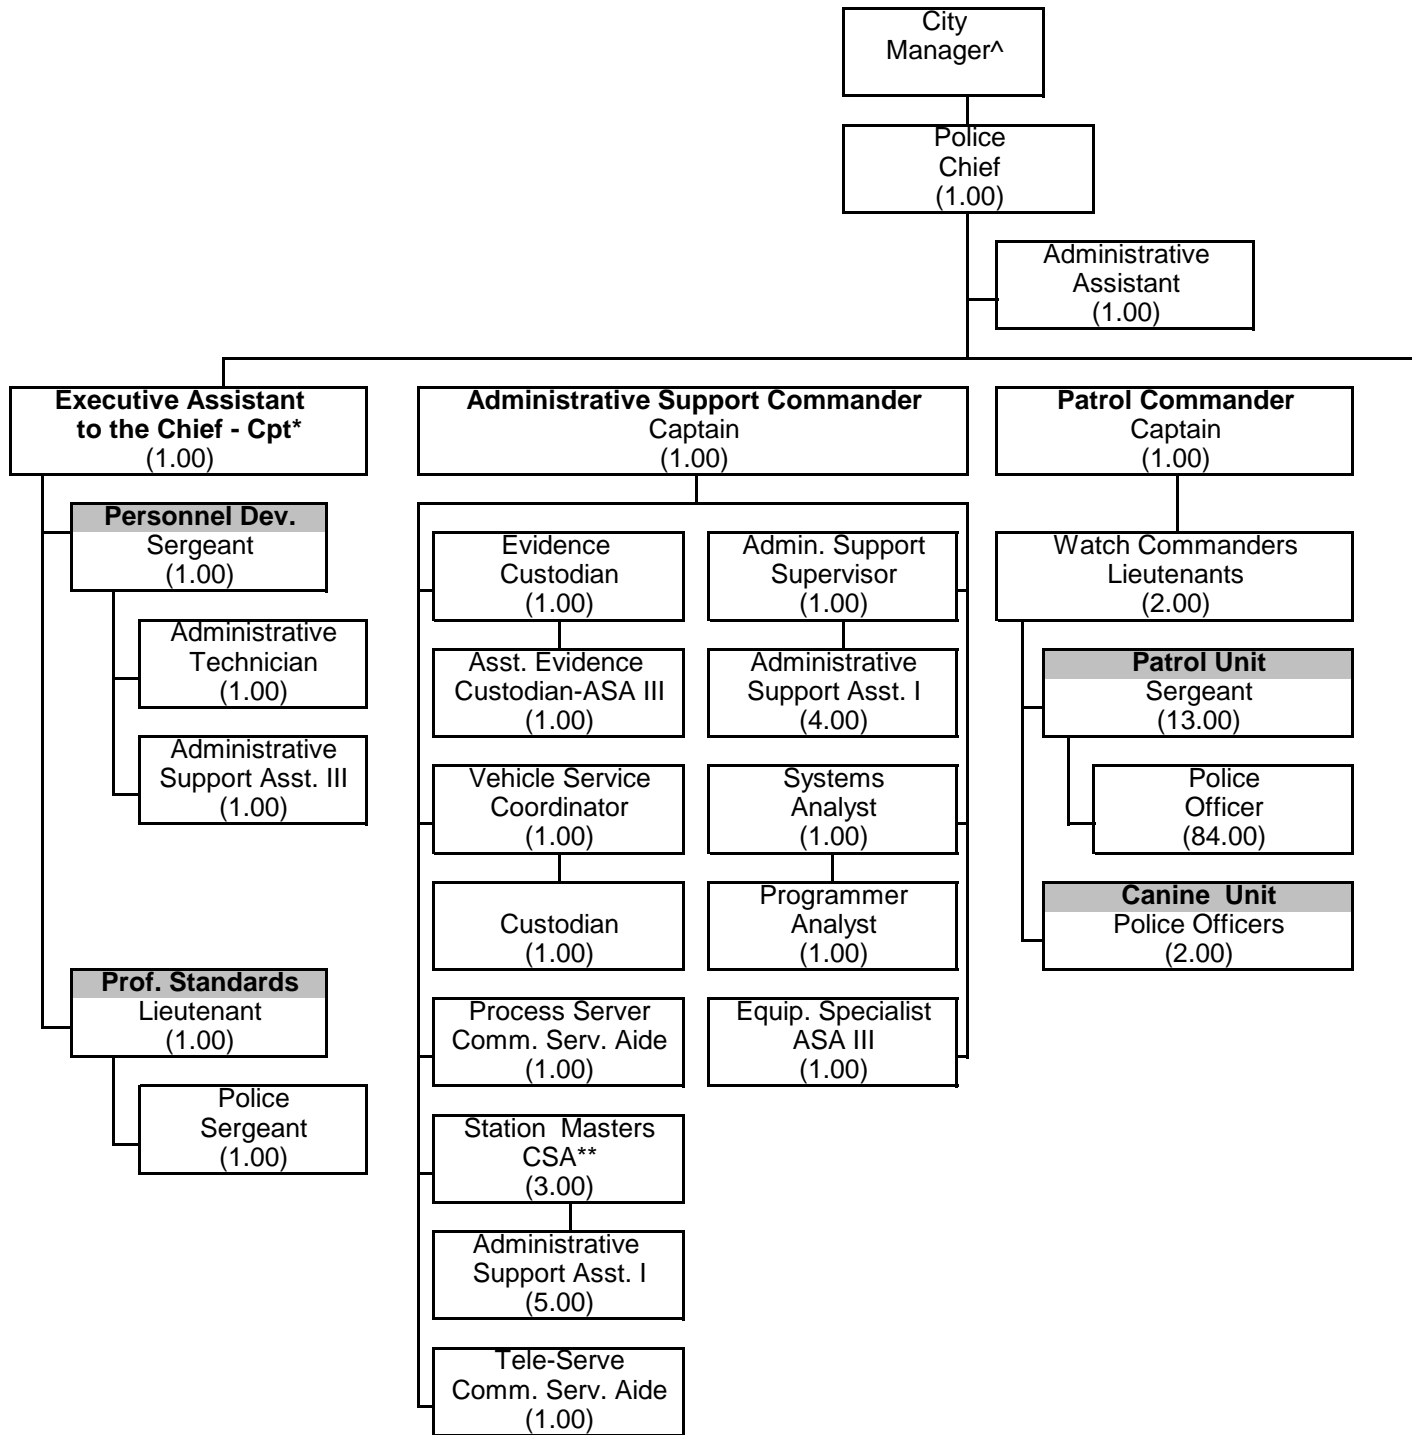 City
Manager^
Police
Chief
(1.00)
Administrative
Assistant
(1.00)
Executive Assistant
to the Chief - Cpt*
(1.00)
Personnel Dev.
Sergeant
(1.00)
Administrative
Technician
(1.00)
Administrative
Support Asst. III
(1.00)
Prof. Standards
Lieutenant
(1.00)
Police
Sergeant
(1.00)
Administrative Support Commander
Captain
(1.00)
Evidence
Custodian
(1.00)
Asst. Evidence
Custodian-ASA III
(1.00)
Vehicle Service
Coordinator
(1.00)
Custodian
(1.00)
Process Server
Comm. Serv. Aide
(1.00)
Station Masters
CSA**
(3.00)
Administrative
Support Asst. I
(5.00)
Tele-Serve
Comm. Serv. Aide
(1.00)
Admin. Support
Supervisor
(1.00)
Administrative
Support Asst. I
(4.00)
Systems
Analyst
(1.00)
Programmer
Analyst
(1.00)
Equip. Specialist
ASA III
(1.00)
Patrol Commander
Captain
(1.00)
Watch Commanders
Lieutenants
(2.00)
Patrol Unit
Sergeant
(13.00)
Police
Officer
(84.00)
Canine Unit
Police Officers
(2.00)